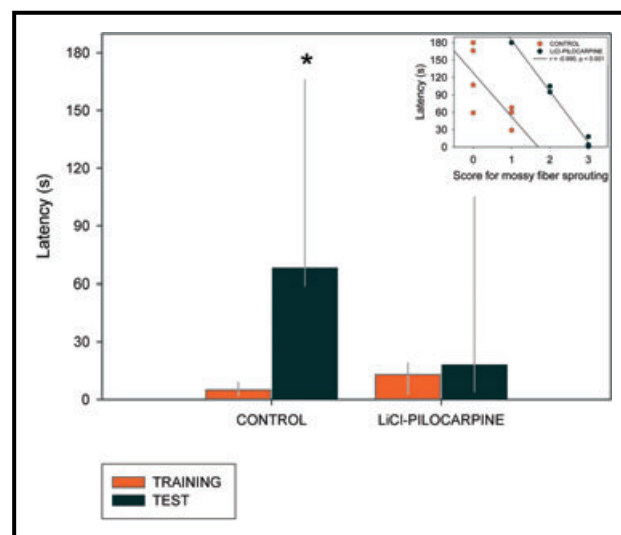 *
Latency (s)
180
150
120
90
60
30
0
CONTROL
LiCl-PILOCARPINE
TRAINING
TEST
Latency (s)
180
150
120
90
60
30
0
0 1 2 3
Score for mossy fiber sprouting
CONTROL
LiCl-PILOCARPINE